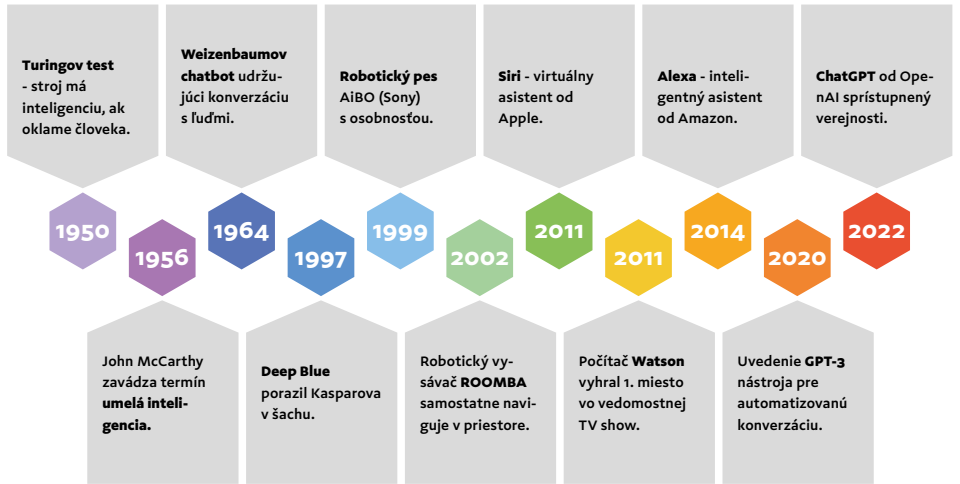 Turingov test
- stroj má
inteligenciu, ak
oklame človeka.
Weizenbaumov
chatbot udržu-
júci konverzáciu
s ľuďmi.
Robotický pes
AiBO (Sony)
s osobnosťou.
Siri - virtuálny
asistent od
Apple.
Alexa - inteli-
gentný asistent
od Amazon.
ChatGPT od Ope-
nAI sprístupnený
verejnosti.
1950
1956
1964
1997
1999
2002
2011
2011
2014
2020
2022
John McCarthy
zavádza termín
umelá inteli-
gencia.
Deep Blue
porazil Kasparova
v šachu.
Robotický vy-
sávač ROOMBA
samostatne navi-
guje v priestore.
Počítač Watson
vyhral 1. miesto
vo vedomostnej
TV show.
Uvedenie GPT-3
nástroja pre
automatizovanú
konverzáciu.